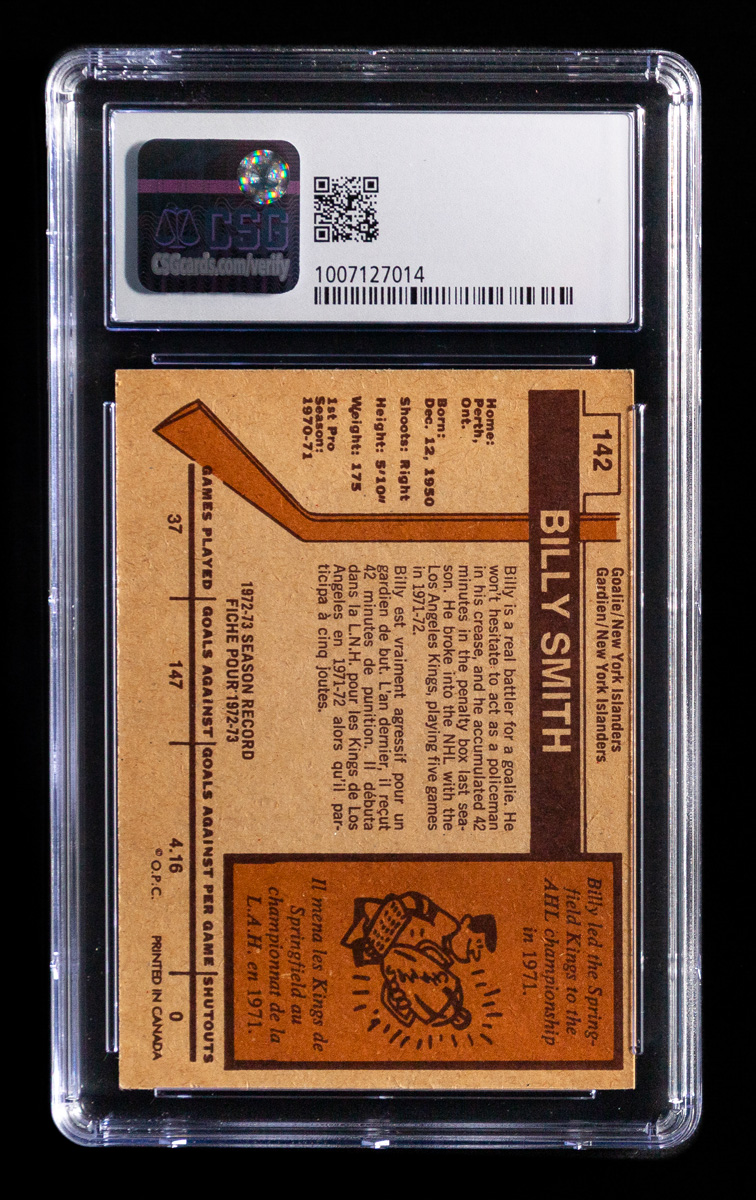 CSG
CSGcards.com/verify
1007127014
142
Goalie/New York Islanders
Gardien/New York Islanders
BILLY SMITH
Home:
Perth,
Ont.
Born:
Dec. 12, 1950
Shoots: Right
Height: 5'10"
Weight: 175
1st Pro
Season:
1970-71
Billy is a real battler for a goalie. He
won't hesitate to act as a policeman
in his crease, and he accumulated 42
minutes in the penalty box last sea-
son. He broke into the NHL with the
Los Angeles Kings, playing five games
in 1971-72.
Billy est vraiment agressif pour un
gardien de but. L'an dernier, il reçut
42 minutes de punition. Il débuta
dans la L.N.H. pour les Kings de Los
Angeles en 1971-72 alors qu'il par-
ticipa à cinq joutes.
Billy led the Spring-
field Kings to the
AHL championship
in 1971.
Il mena les Kings de
Springfield au
championnat de la
L.A.H. en 1971.
1972-73 SEASON RECORD
FICHE POUR 1972-73
GAMES PLAYED GOALS AGAINST GOALS AGAINST PER GAME SHUTOUTS
37 147 4.16 0
© O.P.C. PRINTED IN CANADA